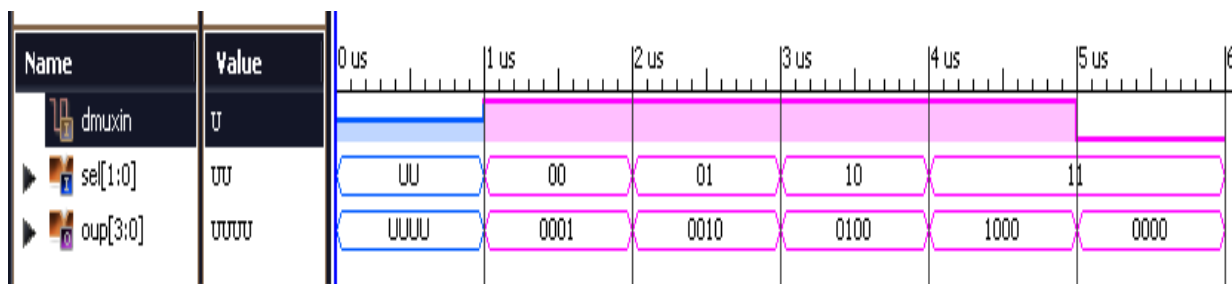 Name Value 0 us 1 us 2 us 3 us 4 us 5 us 6
dmuxin U
sel[1:0] UU UU 00 01 10 11
oup[3:0] UUUU UUUU 0001 0010 0100 1000 0000